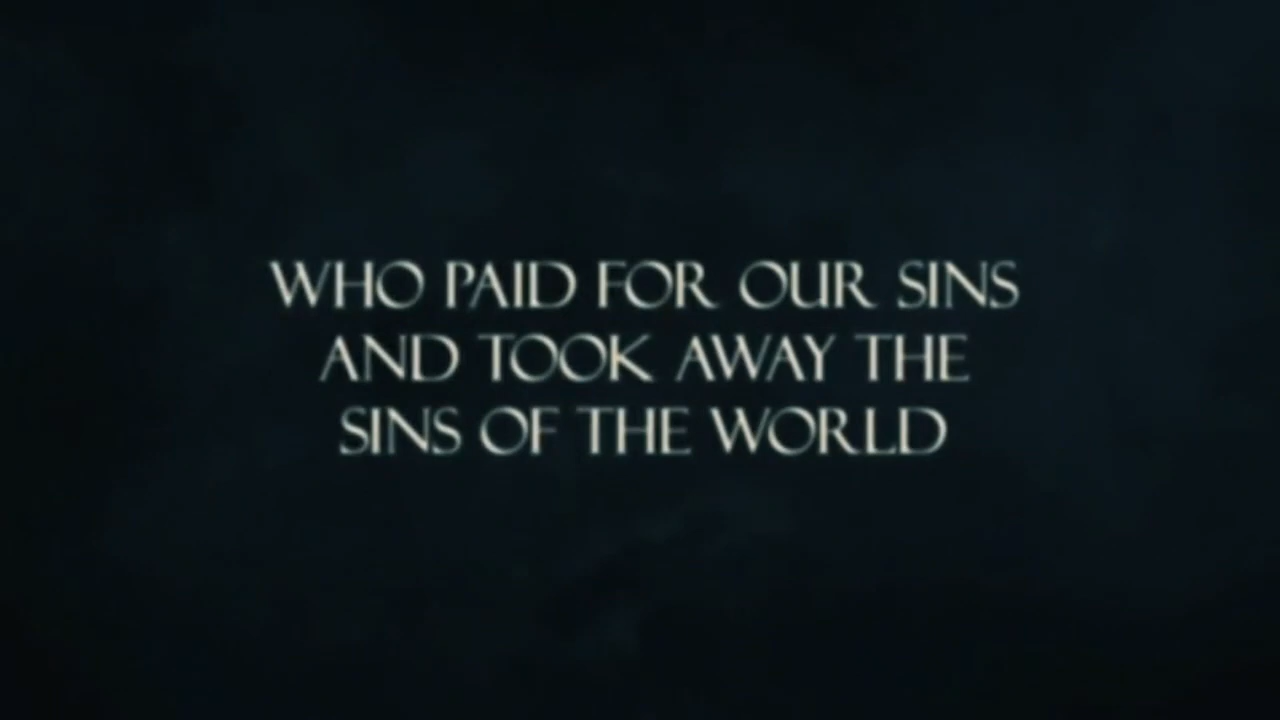 WHO PAID FOR OUR SINS
AND TOOK AWAY THE
SINS OF THE WORLD